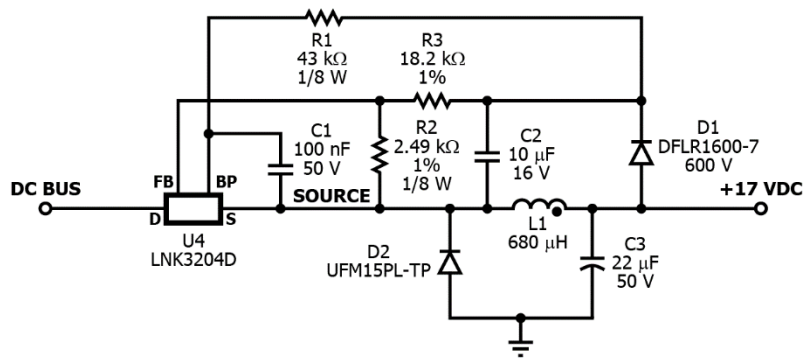 R1
43 kΩ
1/8 W
R3
18.2 kΩ
1%
C1
100 nF
50 V
R2
2.49 kΩ
1%
1/8 W
C2
10 μF
16 V
D1
DFLR1600-7
600 V
FB
BP
DC BUS
D
S
SOURCE
+17 VDC
U4
LNK3204D
D2
UFM15PL-TP
L1
680 μH
C3
22 μF
50 V